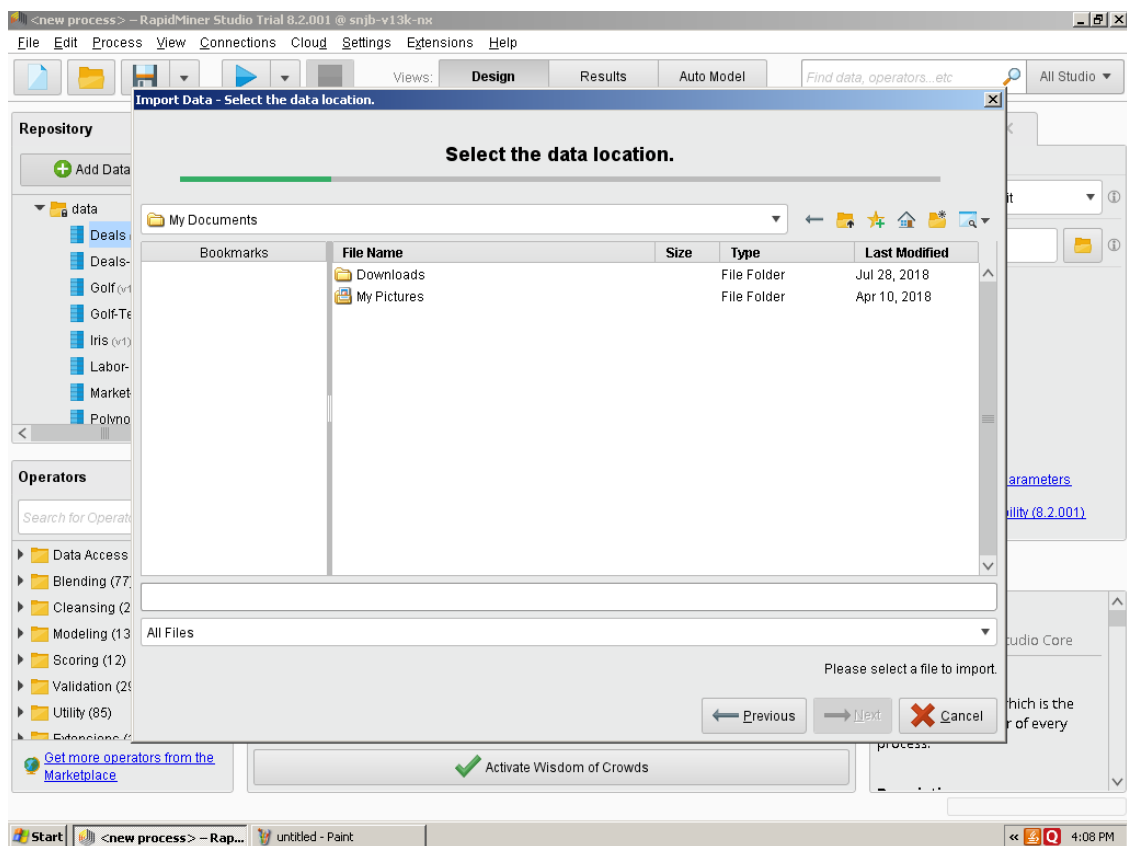 <new process> – RapidMiner Studio Trial 8.2.001 @ snjb-v13k-nx
File Edit Process View Connections Cloud Settings Extensions Help
Views: Design Results Auto Model Find data, operators...etc All Studio
Import Data - Select the data location.
Repository
Select the data location.
Add Data
data
My Documents
Deals
Bookmarks File Name Size Type Last Modified
Deals-
Downloads File Folder Jul 28, 2018
Golf (v1
My Pictures File Folder Apr 10, 2018
Golf-Te
Iris (v1)
Labor-
Market
Polyno
Operators
arameters
Search for Operat
ility (8.2.001)
Data Access
Blending (77
Cleansing (2
Modeling (13
All Files
udio Core
Scoring (12)
Please select a file to import.
Validation (29
Utility (85)
Previous Next Cancel
hich is the
r of every
process.
Extensions
Get more operators from the
Marketplace
Activate Wisdom of Crowds
Start <new process> – Rap... untitled - Paint « Q 4:08 PM